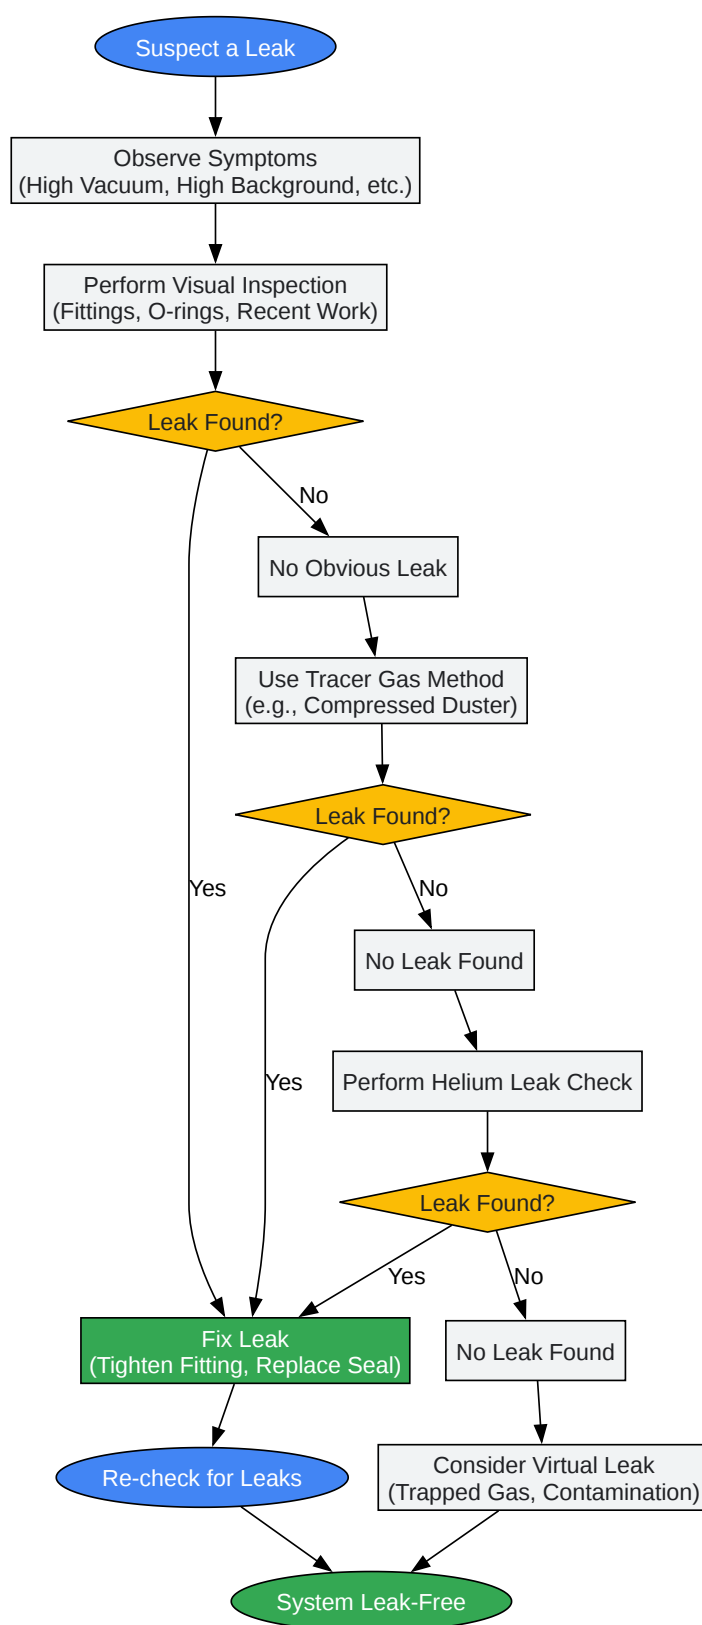 Suspect a Leak
Observe Symptoms
(High Vacuum, High Background, etc.)
Perform Visual Inspection
(Fittings, O-rings, Recent Work)
Leak Found?
No
No Obvious Leak
Use Tracer Gas Method
(e.g., Compressed Duster)
Leak Found?
Yes
No
No Leak Found
Yes
Perform Helium Leak Check
Leak Found?
Yes
No
Fix Leak
(Tighten Fitting, Replace Seal)
No Leak Found
Re-check for Leaks
Consider Virtual Leak
(Trapped Gas, Contamination)
System Leak-Free